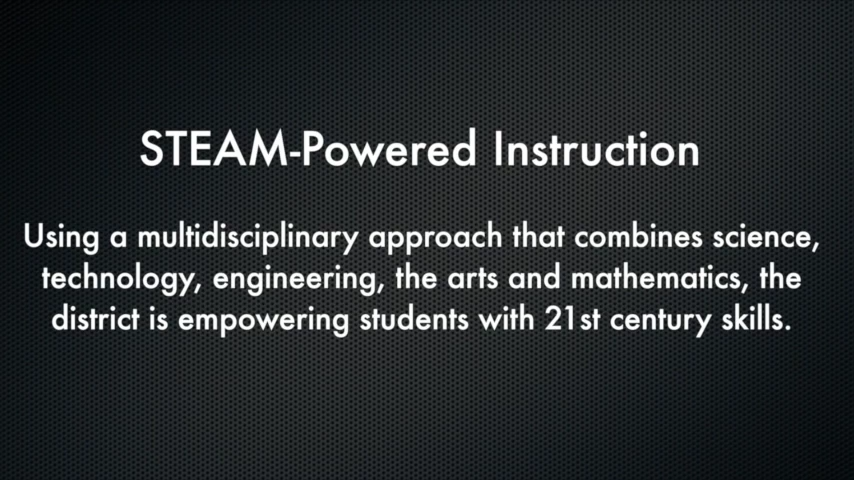 STEAM-Powered Instruction
Using a multidisciplinary approach that combines science,
technology, engineering, the arts and mathematics, the
district is empowering students with 21st century skills.